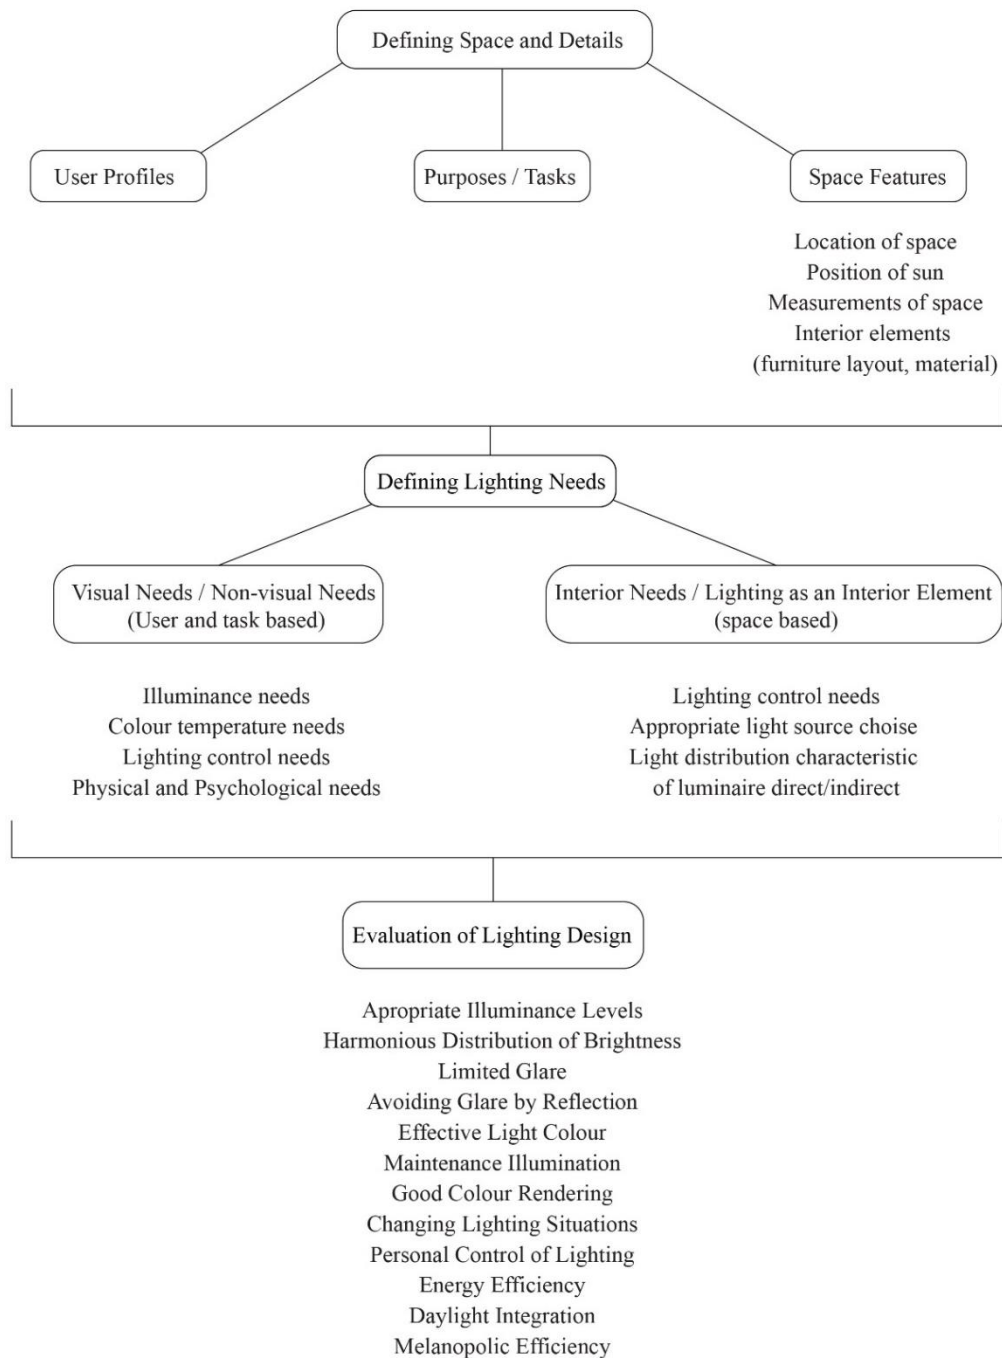 Defining Space and Details
User Profiles
Purposes / Tasks
Space Features
Location of space
Position of sun
Measurements of space
Interior elements
(furniture layout, material)
Defining Lighting Needs
Visual Needs / Non-visual Needs
(User and task based)
Interior Needs / Lighting as an Interior Element
(space based)
Illuminance needs
Colour temperature needs
Lighting control needs
Physical and Psychological needs
Lighting control needs
Appropriate light source choise
Light distribution characteristic
of luminaire direct/indirect
Evaluation of Lighting Design
Apropriate Illuminance Levels
Harmonious Distribution of Brightness
Limited Glare
Avoiding Glare by Reflection
Effective Light Colour
Maintenance Illumination
Good Colour Rendering
Changing Lighting Situations
Personal Control of Lighting
Energy Efficiency
Daylight Integration
Melanopolic Efficiency